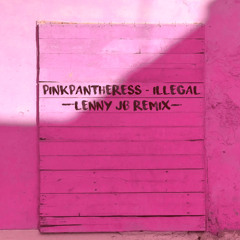 PINKPANTHERESS - ILLEGAL
—LENNY JB REMIX—